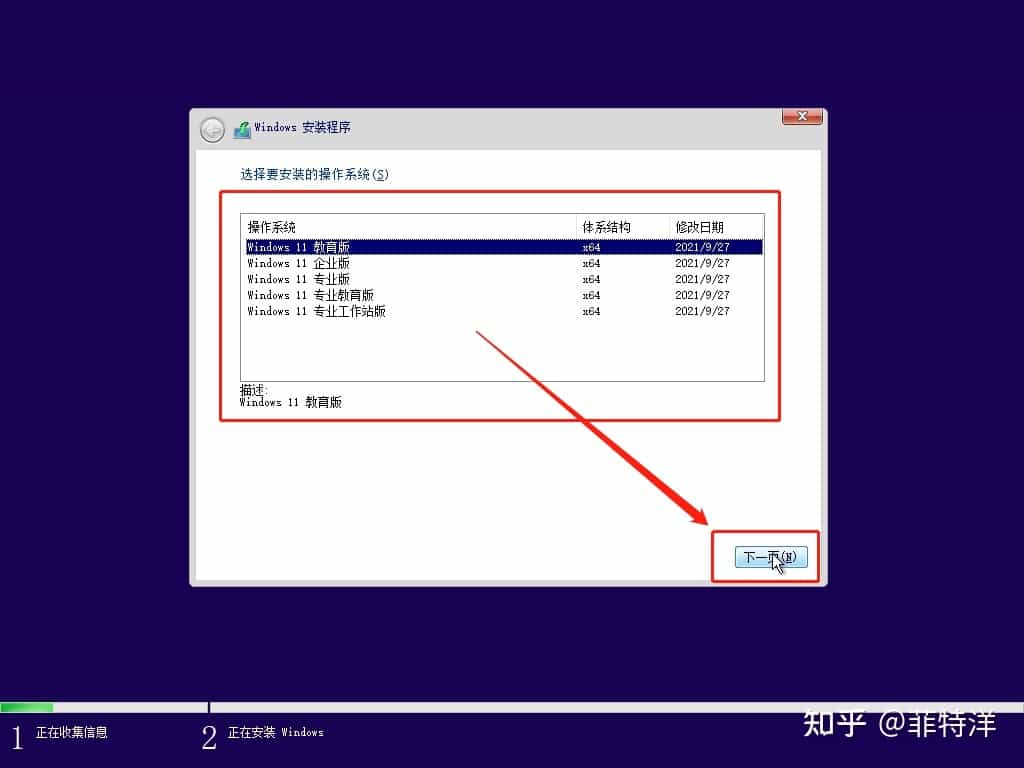 Windows 安装程序
选择要安装的操作系统(S)
操作系统 体系结构 修改日期
Windows 11 教育版 x64 2021/9/27
Windows 11 企业版 x64 2021/9/27
Windows 11 专业版 x64 2021/9/27
Windows 11 专业教育版 x64 2021/9/27
Windows 11 专业工作站版 x64 2021/9/27
描述:
Windows 11 教育版
下一页(N)
1 正在收集信息 2 正在安装 Windows
知乎 @菲特洋